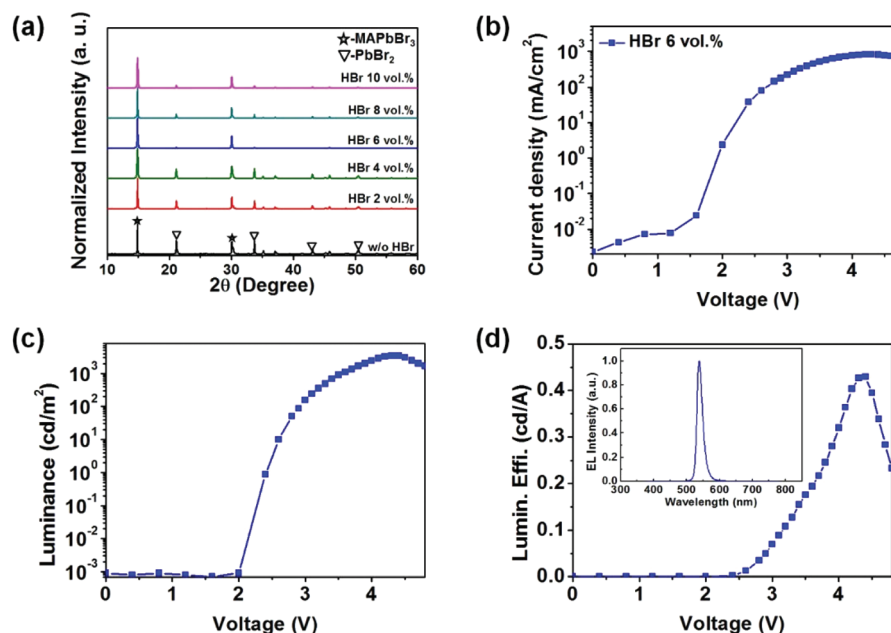 (a)
Normalized Intensity (a. u.)
☆-MAPbBr₃
▽-PbBr₂
HBr 10 vol.%
HBr 8 vol.%
HBr 6 vol.%
HBr 4 vol.%
HBr 2 vol.%
w/o HBr
10 20 30 40 50 60
2θ (Degree)
(b)
Current density (mA/cm²)
HBr 6 vol.%
10³
10²
10¹
10⁰
10⁻¹
10⁻²
0 1 2 3 4
Voltage (V)
(c)
Luminance (cd/m²)
10³
10²
10¹
10⁰
10⁻¹
10⁻²
10⁻³
0 1 2 3 4
Voltage (V)
(d)
Lumin. Effi. (cd/A)
0.5
0.4
0.3
0.2
0.1
0.0
0 1 2 3 4
Voltage (V)
EL Intensity (a.u.)
1.0
0.8
0.6
0.4
0.2
0.0
300 400 500 600 700 800
Wavelength (nm)